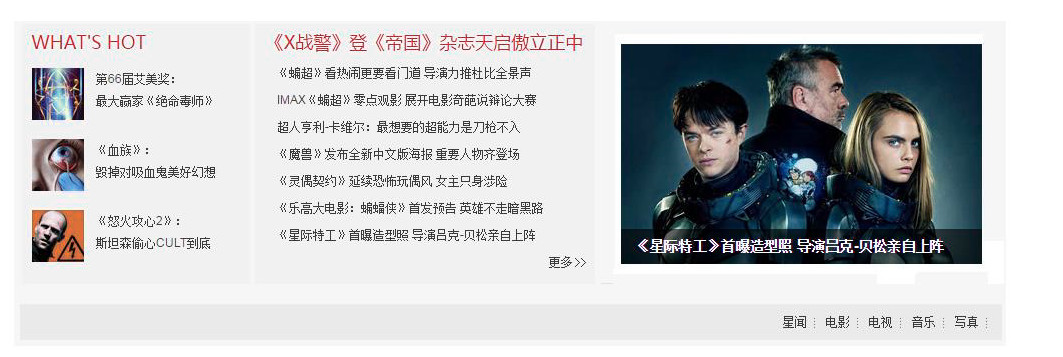 WHAT'S HOT
第66届艾美奖：
最大赢家《绝命毒师》
《血族》：
毁掉对吸血鬼美好幻想
《怒火攻心2》：
斯坦森偷心CULT到底
《X战警》登《帝国》杂志天启傲立正中
《蝙超》看热闹更要看门道 导演力推杜比全景声
IMAX《蝙超》零点观影 展开电影奇葩说辩论大赛
超人亨利-卡维尔：最想要的超能力是刀枪不入
《魔兽》发布全新中文版海报 重要人物齐登场
《灵偶契约》延续恐怖玩偶风 女主只身涉险
《乐高大电影：蝙蝠侠》首发预告 英雄不走暗黑路
《星际特工》首曝造型照 导演吕克-贝松亲自上阵
更多>>
《星际特工》首曝造型照 导演吕克-贝松亲自上阵
星闻 电影 电视 音乐 写真